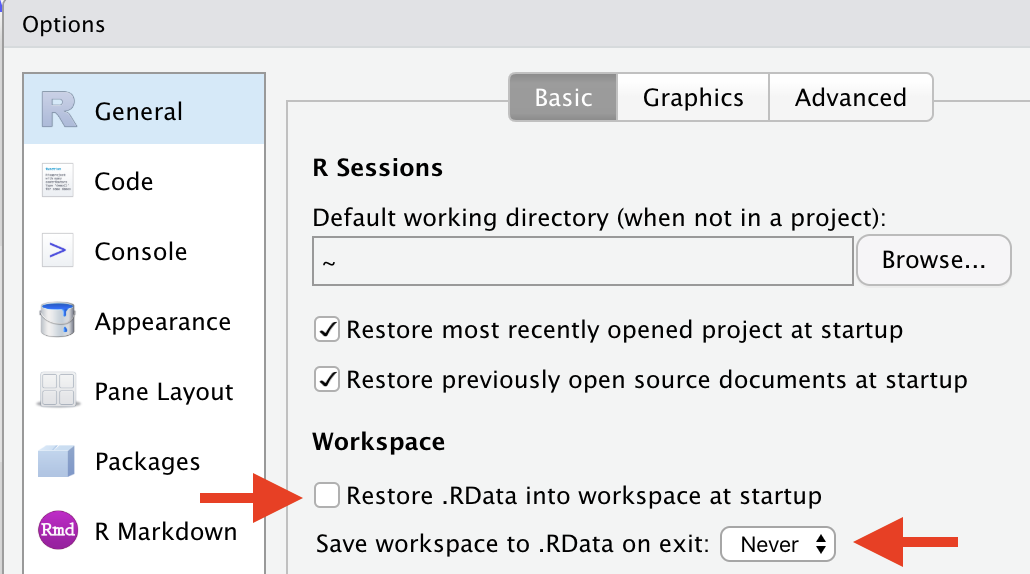 Options
General
Code
Console
Appearance
Pane Layout
Packages
Rmd R Markdown
Basic Graphics Advanced
R Sessions
Default working directory (when not in a project):
~ Browse...
Restore most recently opened project at startup
Restore previously open source documents at startup
Workspace
Restore .RData into workspace at startup
Save workspace to .RData on exit: Never